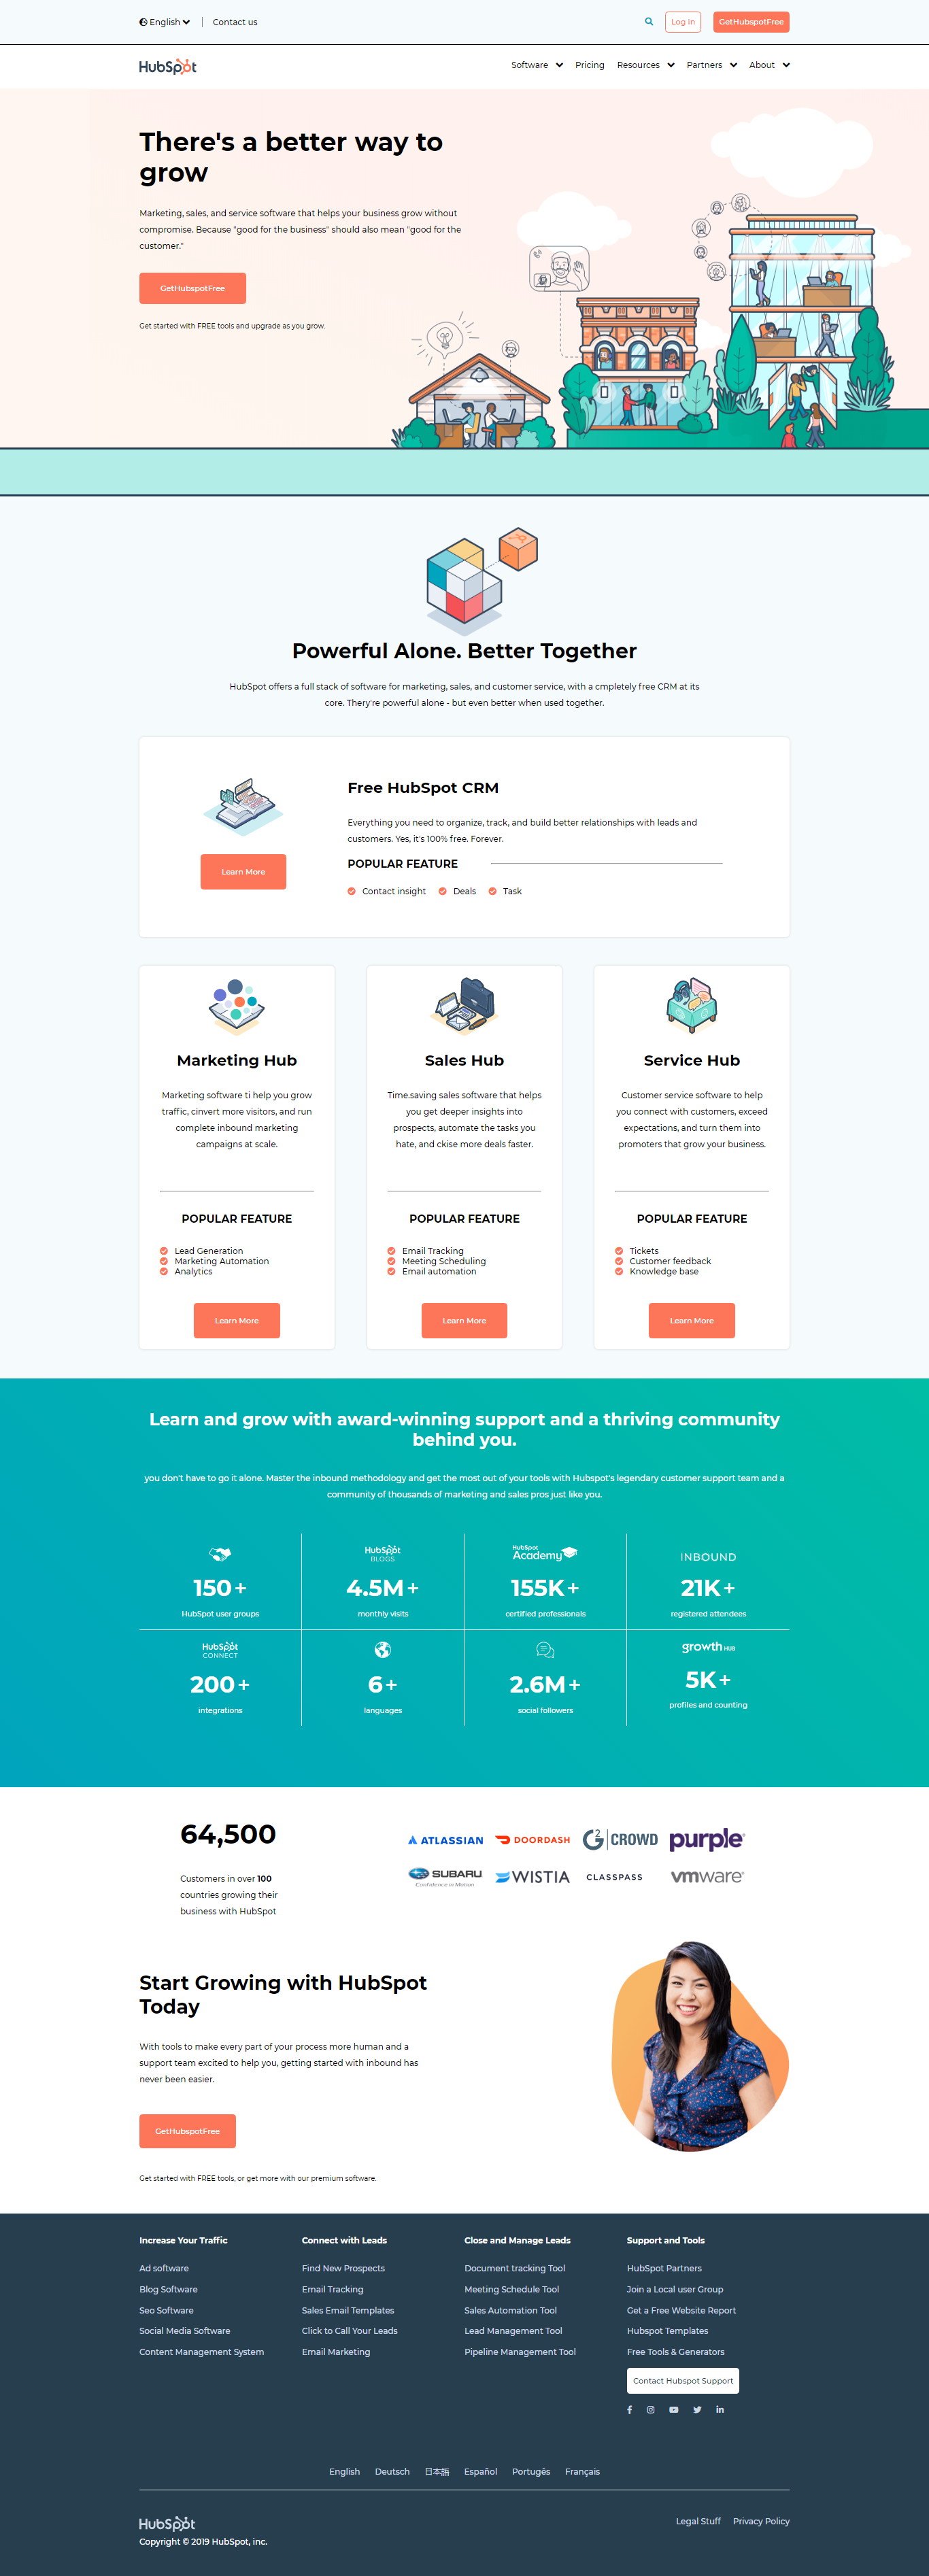 English
Contact us
Log in
GetHubspotFree
HubSpot
Software
Pricing
Resources
Partners
About
There's a better way to
grow
Marketing, sales, and service software that helps your business grow without
compromise. Because "good for the business" should also mean "good for the
customer."
GetHubspotFree
Get started with FREE tools and upgrade as you grow.
Powerful Alone. Better Together
HubSpot offers a full stack of software for marketing, sales, and customer service, with a cmpletely free CRM at its
core. Thery're powerful alone - but even better when used together.
Free HubSpot CRM
Everything you need to organize, track, and build better relationships with leads and
customers. Yes, it's 100% free. Forever.
Learn More
POPULAR FEATURE
Contact insight
Deals
Task
Marketing Hub
Marketing software ti help you grow
traffic, cinvert more visitors, and run
complete inbound marketing
campaigns at scale.
POPULAR FEATURE
Lead Generation
Marketing Automation
Analytics
Learn More
Sales Hub
Time.saving sales software that helps
you get deeper insights into
prospects, automate the tasks you
hate, and ckise more deals faster.
POPULAR FEATURE
Email Tracking
Meeting Scheduling
Email automation
Learn More
Service Hub
Customer service software to help
you connect with customers, exceed
expectations, and turn them into
promoters that grow your business.
POPULAR FEATURE
Tickets
Customer feedback
Knowledge base
Learn More
Learn and grow with award-winning support and a thriving community
behind you.
you don't have to go it alone. Master the inbound methodology and get the most out of your tools with Hubspot's legendary customer support team and a
community of thousands of marketing and sales pros just like you.
150+
HubSpot user groups
HubSpot
BLOGS
4.5M+
monthly visits
HubSpot
Academy
155K+
certified professionals
INBOUND
21K+
registered attendees
HubSpot
CONNECT
200+
integrations
6+
languages
2.6M+
social followers
growth HUB
5K+
profiles and counting
64,500
Customers in over 100
countries growing their
business with HubSpot
ATLASSIAN
DOORDASH
G2 CROWD
purple
SUBARU
Confidence in Motion
WISTIA
CLASSPASS
vmware
Start Growing with HubSpot
Today
With tools to make every part of your process more human and a
support team excited to help you, getting started with inbound has
never been easier.
GetHubspotFree
Get started with FREE tools, or get more with our premium software.
Increase Your Traffic
Ad software
Blog Software
Seo Software
Social Media Software
Content Management System
Connect with Leads
Find New Prospects
Email Tracking
Sales Email Templates
Click to Call Your Leads
Email Marketing
Close and Manage Leads
Document tracking Tool
Meeting Schedule Tool
Sales Automation Tool
Lead Management Tool
Pipeline Management Tool
Support and Tools
HubSpot Partners
Join a Local user Group
Get a Free Website Report
Hubspot Templates
Free Tools & Generators
Contact Hubspot Support
English
Deutsch
日本語
Español
Portugês
Français
HubSpot
Copyright © 2019 HubSpot, inc.
Legal Stuff
Privacy Policy